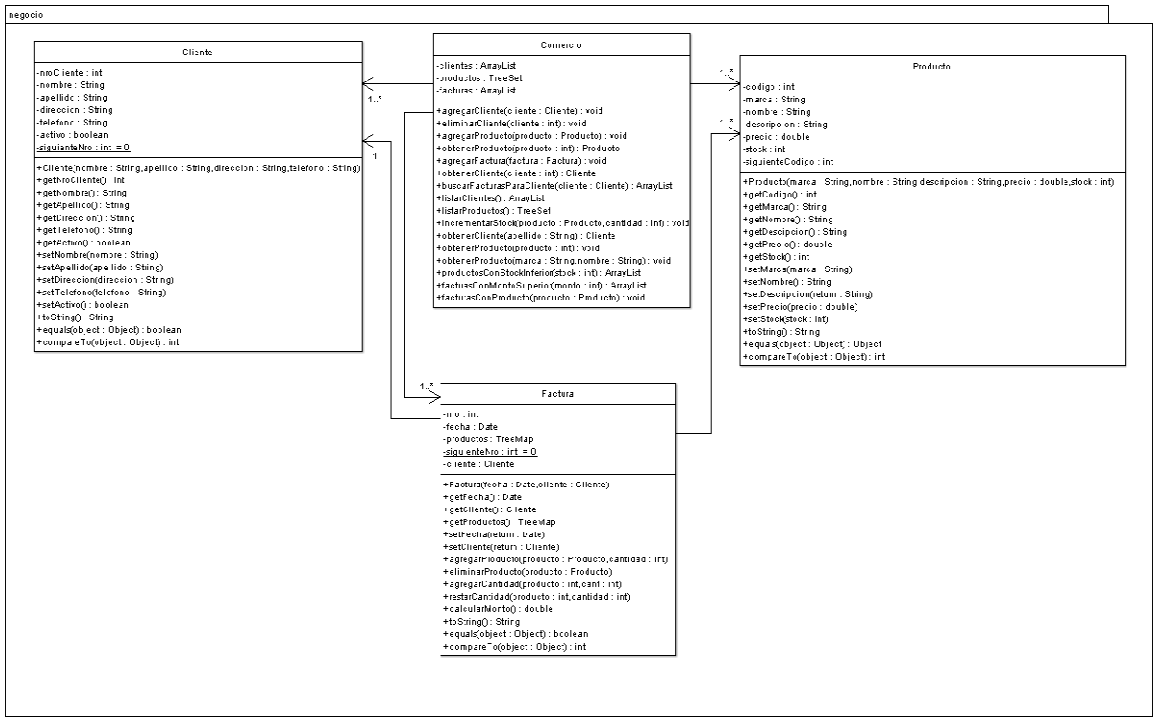 negocio
Cliente
-nroCliente : int
-nombre : String
-apellido : String
-direccion : String
-telefono : String
-activo : boolean
-siguienteNro : int = 0
+Cliente(nombre : String,apellido : String,direccion : String,telefono : String)
+getNroCliente() : int
+getNombre() : String
+getApellido() : String
+getDireccion() : String
+getTelefono() : String
+getActivo() : boolean
+setNombre(nombre : String)
+setApellido(apellido : String)
+setDireccion(direccion : String)
+setTelefono(telefono : String)
+setActivo() : boolean
+toString() : String
+equals(object : Object) : boolean
+compareTo(object : Object) : int
1..*
1
Comercio
-clientes : ArrayList
-productos : TreeSet
-facturas : ArrayList
+agregarCliente(cliente : Cliente) : void
+eliminarCliente(cliente : int) : void
+agregarProducto(producto : Producto) : void
+obtenerProducto(producto : int) : Producto
+agregarFactura(factura : Factura) : void
+obtenerCliente(cliente : int) : Cliente
+buscarFacturasParaCliente(cliente : Cliente) : ArrayList
+listarClientes() : ArrayList
+listarProductos() : TreeSet
+incrementarStock(producto : Producto,cantidad : int) : void
+obtenerCliente(apellido : String) : Cliente
+obtenerProducto(producto : int) : void
+obtenerProducto(marca : String,nombre : String) : void
+productosConStockInferior(stock : int) : ArrayList
+facturasConMontoSuperior(monto : int) : ArrayList
+facturasConProducto(producto : Producto) : void
1..*
1..*
Producto
-codigo : int
-marca : String
-nombre : String
-descripcion : String
-precio : double
-stock : int
-siguienteCodigo : int
+Producto(marca : String,nombre : String,descripcion : String,precio : double,stock : int)
+getCodigo() : int
+getMarca() : String
+getNombre() : String
+getDescipcion() : String
+getPrecio() : double
+getStock() : int
+setMarca(marca : String)
+setNombre() : String
+setDescripcion(return : String)
+setPrecio(precio : double)
+setStock(stock : int)
+toString() : String
+equals(object : Object) : Object
+compareTo(object : Object) : int
1..*
Factura
-nro : int
-fecha : Date
-productos : TreeMap
-siguienteNro : int = 0
-cliente : Cliente
+Factura(fecha : Date,cliente : Cliente)
+getFecha() : Date
+getCliente() : Cliente
+getProductos() : TreeMap
+setFecha(return : Date)
+setCliente(return : Cliente)
+agregarProducto(producto : Producto,cantidad : int)
+eliminarProducto(producto : Producto)
+agregarCantidad(producto : int,cant : int)
+restarCantidad(producto : int,cantidad : int)
+calcularMonto() : double
+toString() : String
+equals(object : Object) : boolean
+compareTo(object : Object) : int